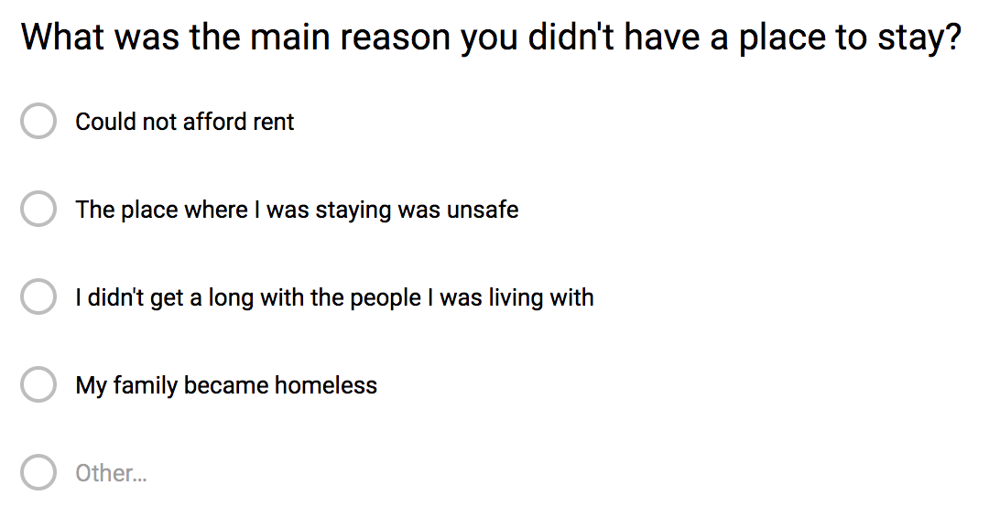 What was the main reason you didn't have a place to stay?
Could not afford rent
The place where I was staying was unsafe
I didn't get a long with the people I was living with
My family became homeless
Other...